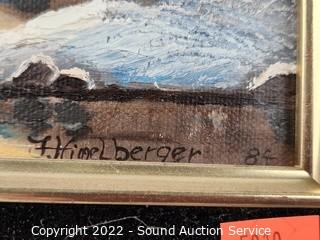 J. Himelberger 84
Copyright 2022 - Sound Auction Service